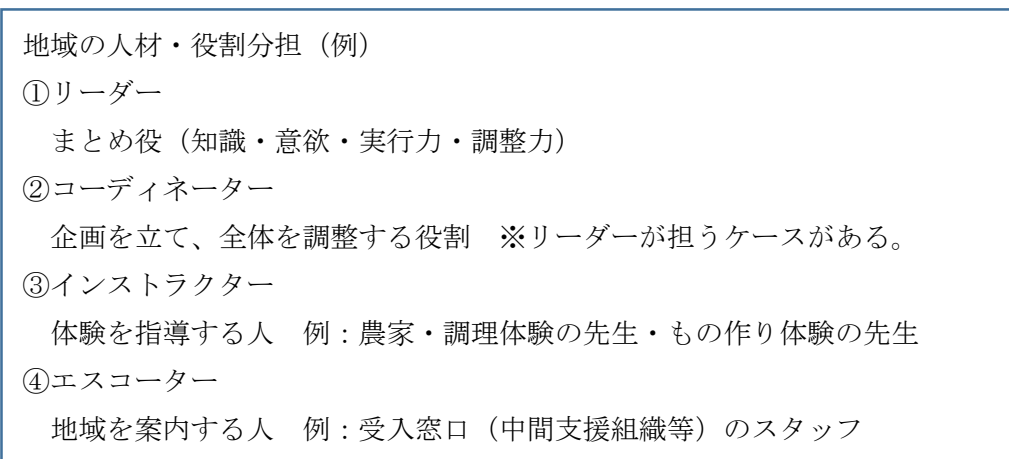 地域の人材・役割分担（例）
①リーダー
まとめ役（知識・意欲・実行力・調整力）
②コーディネーター
企画を立て、全体を調整する役割　※リーダーが担うケースがある。
③インストラクター
体験を指導する人　例：農家・調理体験の先生・もの作り体験の先生
④エスコーター
地域を案内する人　例：受入窓口（中間支援組織等）のスタッフ